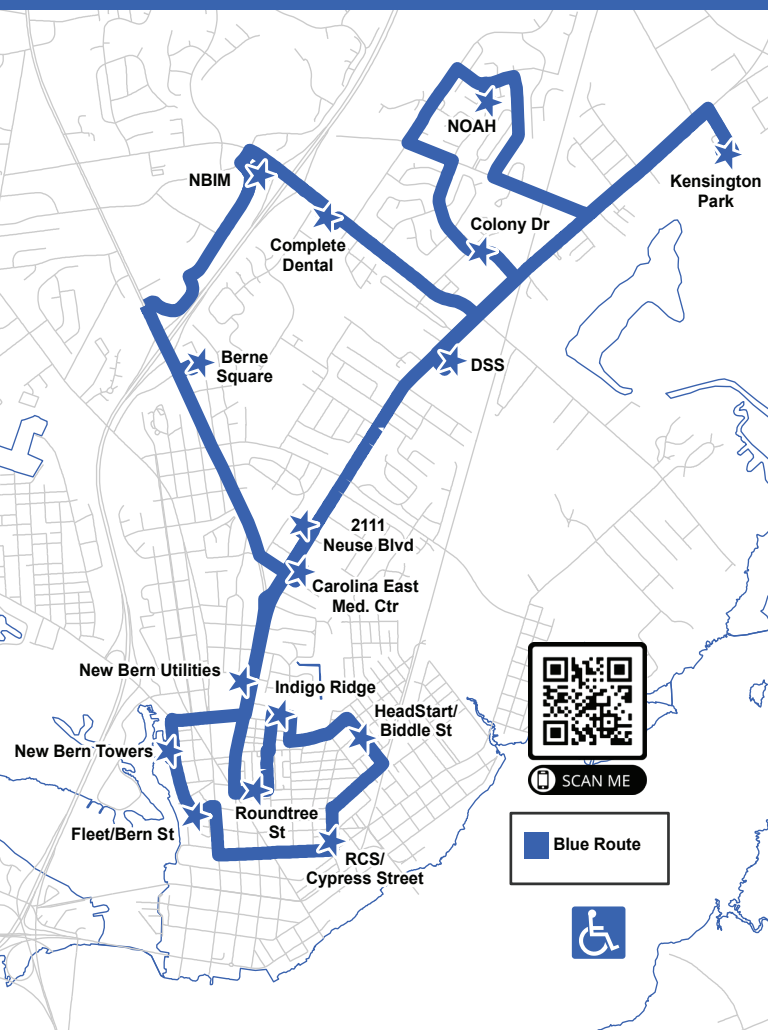 NOAH
Kensington
Park
NBIM
Colony Dr
Complete
Dental
Berne
Square
DSS
2111
Neuse Blvd
Carolina East
Med. Ctr
New Bern Utilities
Indigo Ridge
HeadStart/
Biddle St
New Bern Towers
Roundtree
St
Fleet/Bern St
RCS/
Cypress Street
SCAN ME
Blue Route